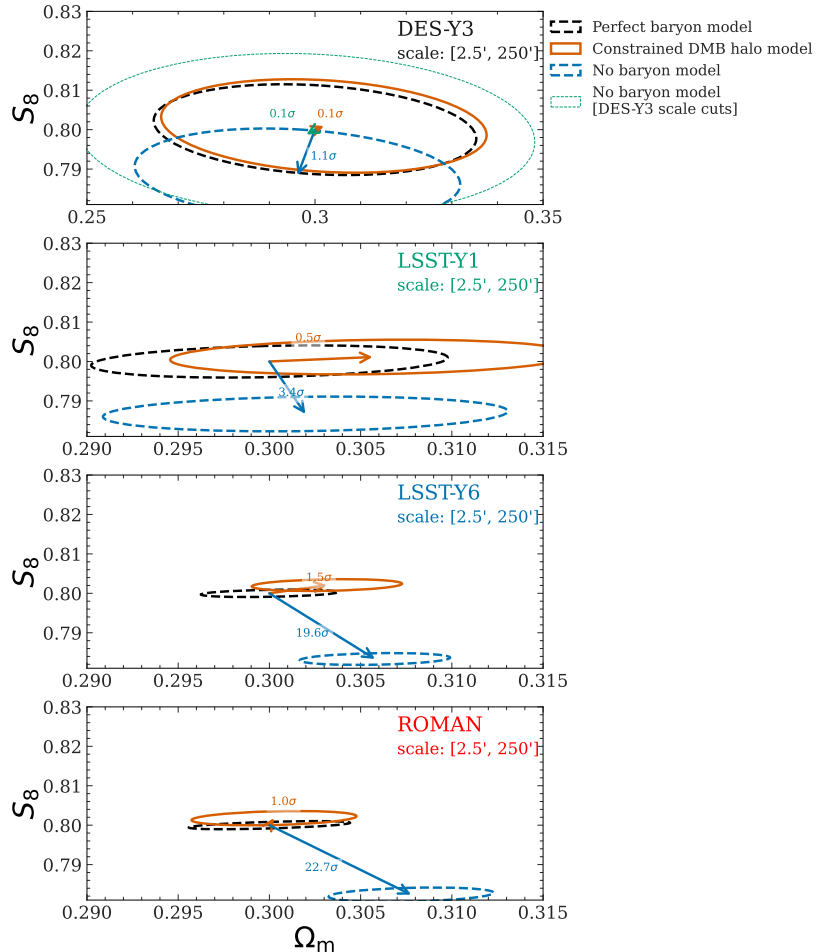 Perfect baryon model
Constrained DMB halo model
No baryon model
No baryon model
[DES-Y3 scale cuts]
DES-Y3
scale: [2.5', 250']
0.83
0.82
0.81
0.80
0.79
S₈
0.1σ
0.1σ
1.1σ
0.25
0.3
0.35
LSST-Y1
scale: [2.5', 250']
0.83
0.82
0.81
0.80
0.79
S₈
0.5σ
3.4σ
0.290
0.295
0.300
0.305
0.310
0.315
LSST-Y6
scale: [2.5', 250']
0.83
0.82
0.81
0.80
0.79
S₈
1.5σ
19.6σ
0.290
0.295
0.300
0.305
0.310
0.315
ROMAN
scale: [2.5', 250']
0.83
0.82
0.81
0.80
0.79
S₈
1.0σ
22.7σ
0.290
0.295
0.300
0.305
0.310
0.315
Ωₘ